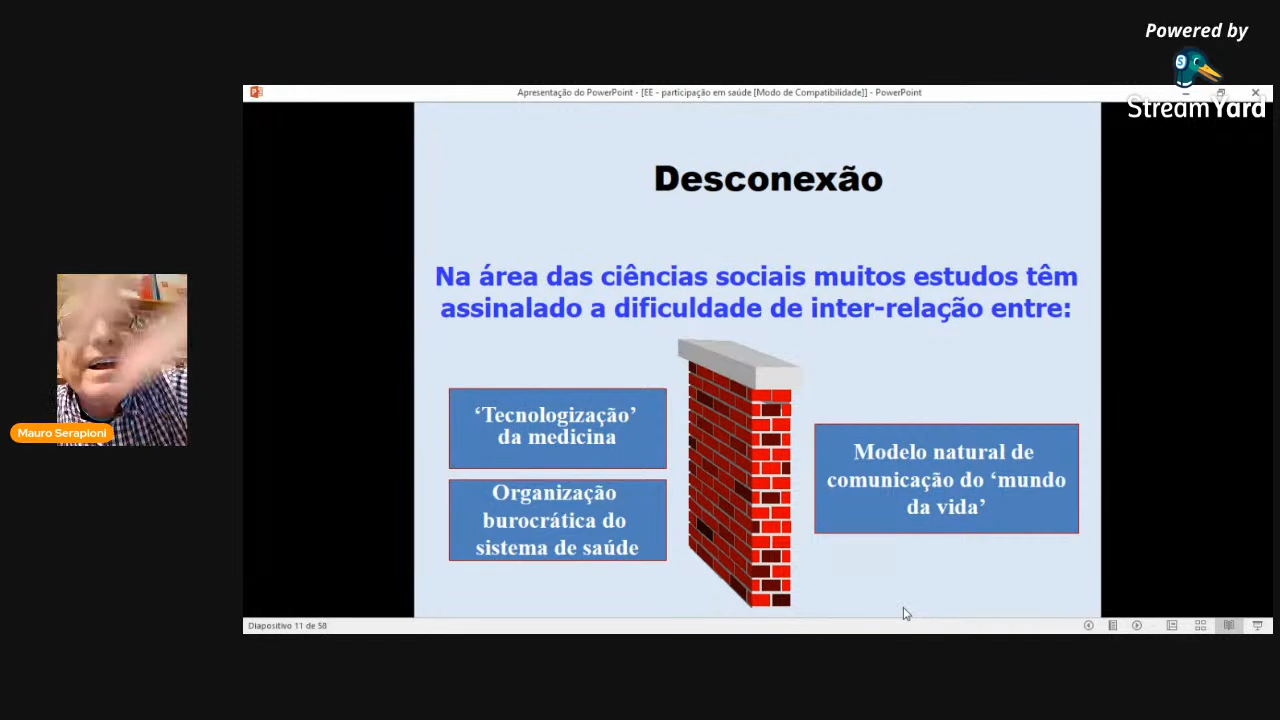 Powered by
StreamYard
Apresentação do PowerPoint - [EE - participação em saúde [Modo de Compatibilidade]] - PowerPoint
Desconexão
Na área das ciências sociais muitos estudos têm
assinalado a dificuldade de inter-relação entre:
‘Tecnologização’
da medicina
Organização
burocrática do
sistema de saúde
Modelo natural de
comunicação do ‘mundo
da vida’
Mauro Serapioni
Diapositivo 11 de 58